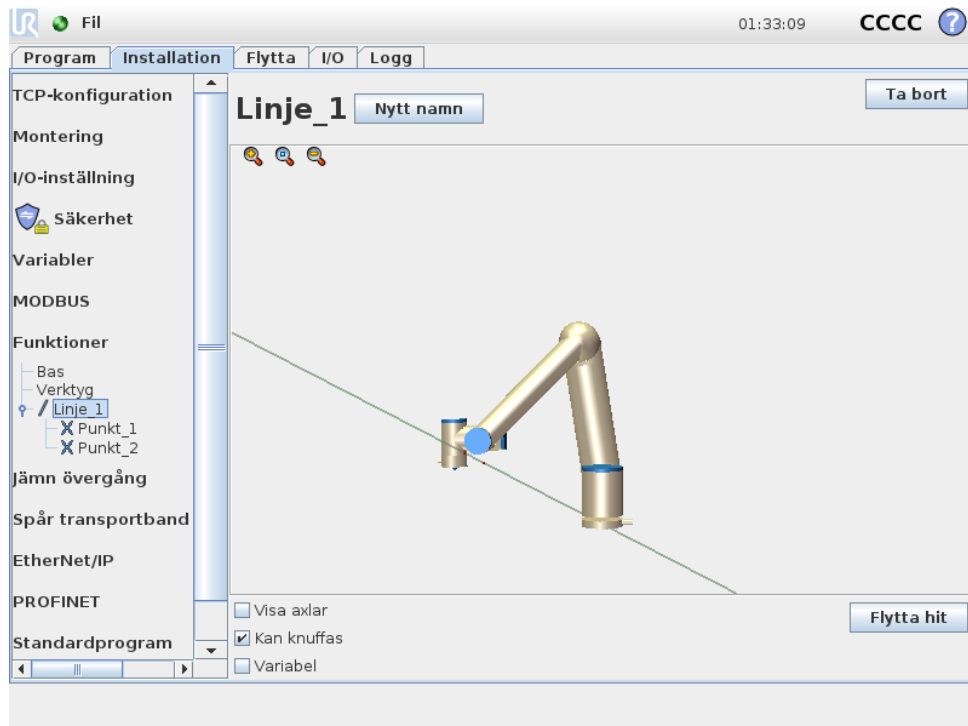 UR Fil 01:33:09 CCCC ?
Program Installation Flytta I/O Logg
TCP-konfiguration
Montering
I/O-inställning
Säkerhet
Variabler
MODBUS
Funktioner
Bas
Verktyg
Linje_1
Punkt_1
Punkt_2
Jämn övergång
Spår transportband
EtherNet/IP
PROFINET
Standardprogram
Linje_1 Nytt namn Ta bort
Visa axlar
Kan knuffas
Variabel
Flytta hit